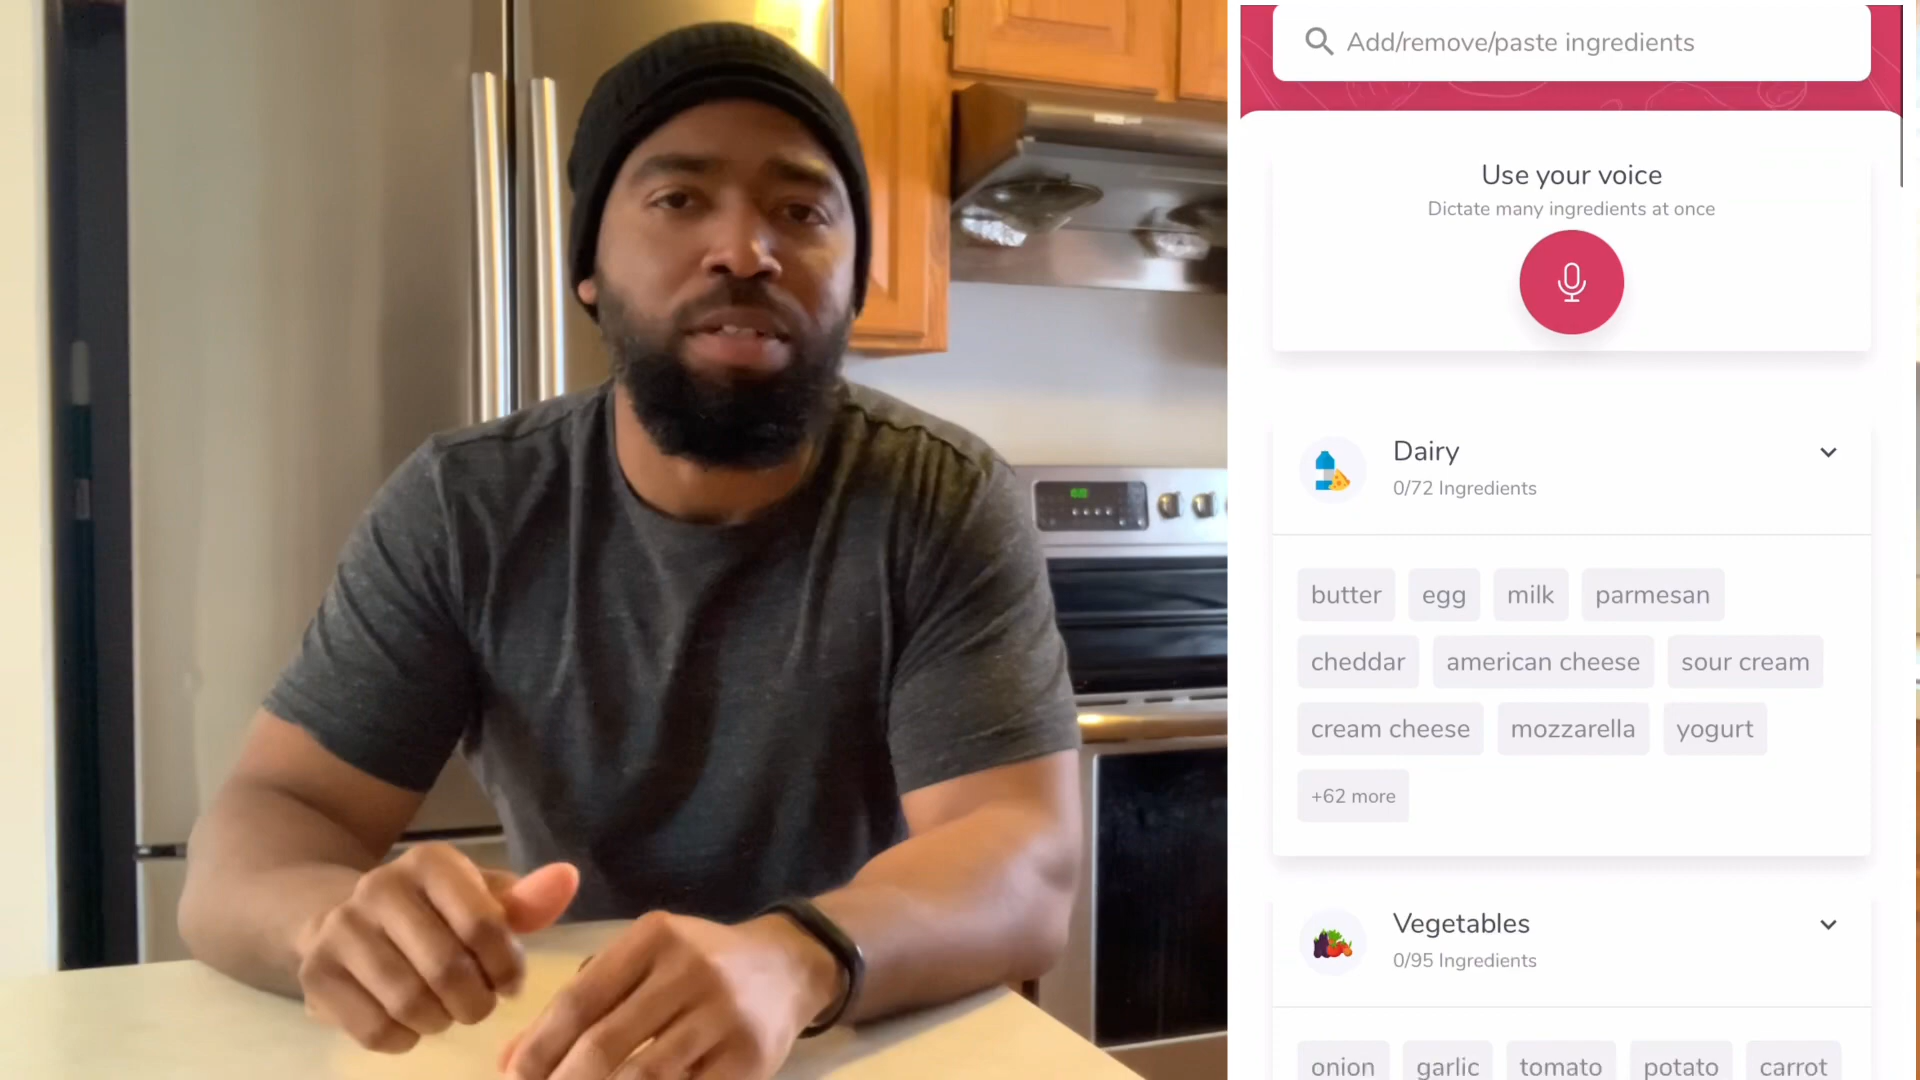 Add/remove/paste ingredients
Use your voice
Dictate many ingredients at once
Dairy
0/72 Ingredients
butter egg milk parmesan
cheddar american cheese sour cream
cream cheese mozzarella yogurt
+62 more
Vegetables
0/95 Ingredients
onion garlic tomato potato carrot